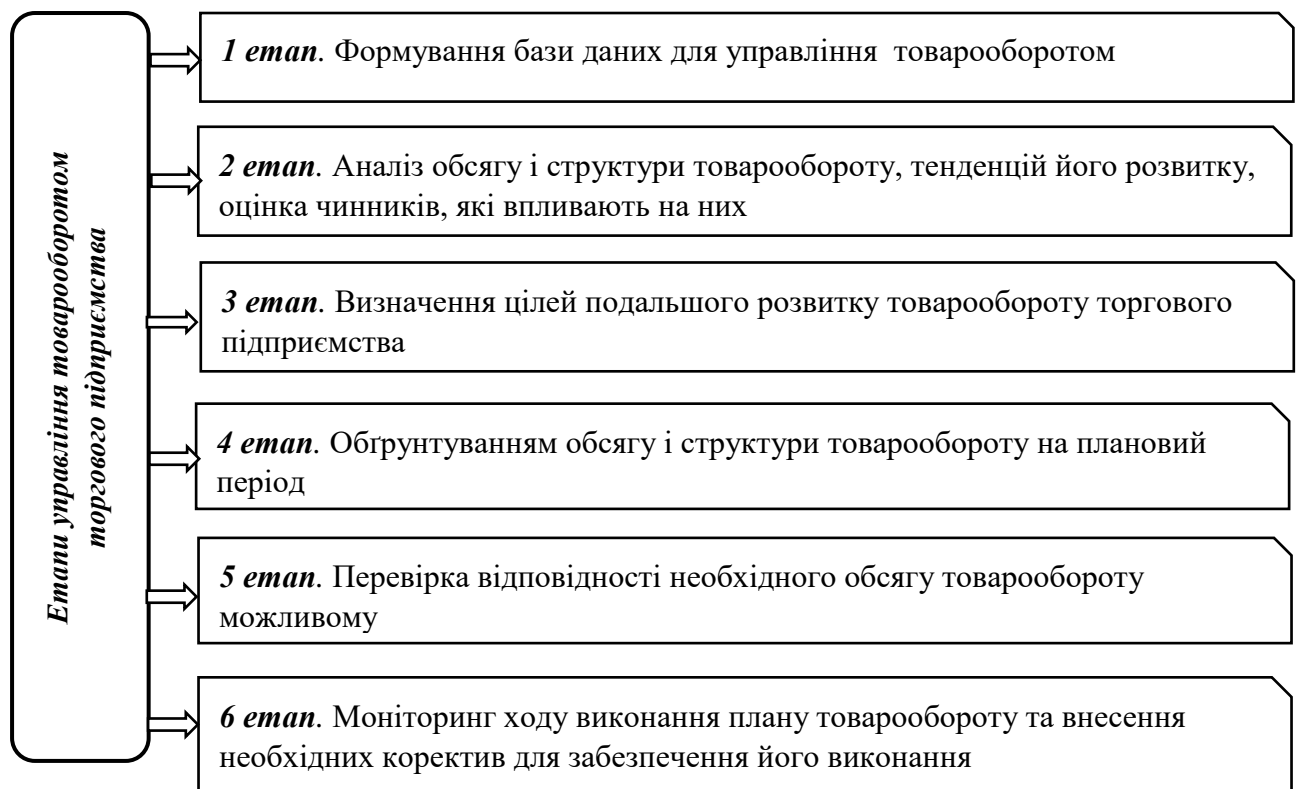 Етапи управління товарооборотом
торгового підприємства
1 етап. Формування бази даних для управління товарооборотом
2 етап. Аналіз обсягу і структури товарообороту, тенденцій його розвитку,
оцінка чинників, які впливають на них
3 етап. Визначення цілей подальшого розвитку товарообороту торгового
підприємства
4 етап. Обґрунтуванням обсягу і структури товарообороту на плановий
період
5 етап. Перевірка відповідності необхідного обсягу товарообороту
можливому
6 етап. Моніторинг ходу виконання плану товарообороту та внесення
необхідних коректив для забезпечення його виконання